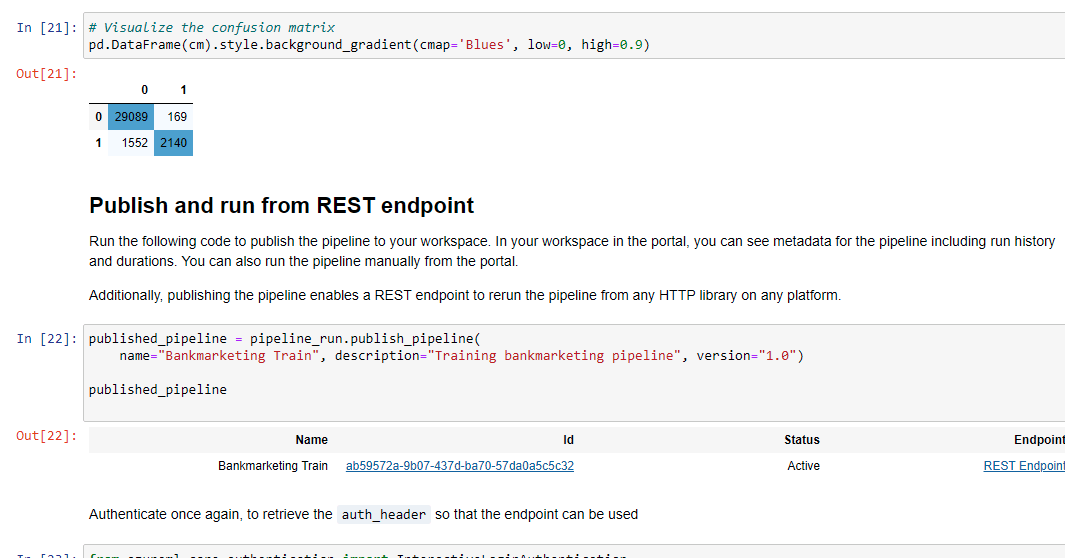 In [21]: # Visualize the confusion matrix
pd.DataFrame(cm).style.background_gradient(cmap='Blues', low=0, high=0.9)
Out[21]:
0 1
0 29089 169
1 1552 2140
Publish and run from REST endpoint
Run the following code to publish the pipeline to your workspace. In your workspace in the portal, you can see metadata for the pipeline including run history
and durations. You can also run the pipeline manually from the portal.
Additionally, publishing the pipeline enables a REST endpoint to rerun the pipeline from any HTTP library on any platform.
In [22]: published_pipeline = pipeline_run.publish_pipeline(
name="Bankmarketing Train", description="Training bankmarketing pipeline", version="1.0")
published_pipeline
Out[22]:
Name Id Status Endpoint
Bankmarketing Train ab59572a-9b07-437d-ba70-57da0a5c5c32 Active REST Endpoint
Authenticate once again, to retrieve the auth_header so that the endpoint can be used
In [23]: from azureml.core.authentication import InteractiveLoginAuthentication